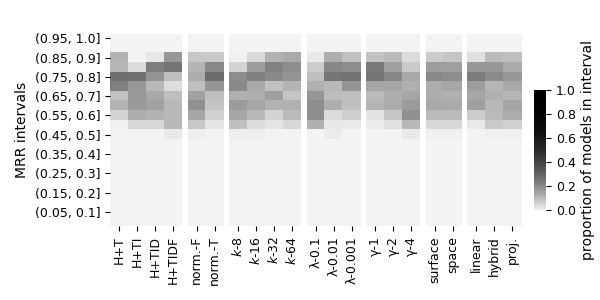 MRR intervals
(0.95, 1.0]
(0.85, 0.9]
(0.75, 0.8]
(0.65, 0.7]
(0.55, 0.6]
(0.45, 0.5]
(0.35, 0.4]
(0.25, 0.3]
(0.15, 0.2]
(0.05, 0.1]
H+T
H+TI
H+TID
H+TIDF
norm.-F
norm.-T
k-8
k-16
k-32
k-64
λ-0.1
λ-0.01
λ-0.001
γ-1
γ-2
γ-4
surface
space
linear
hybrid
proj.
1.0
0.8
0.6
0.4
0.2
0.0
proportion of models in interval